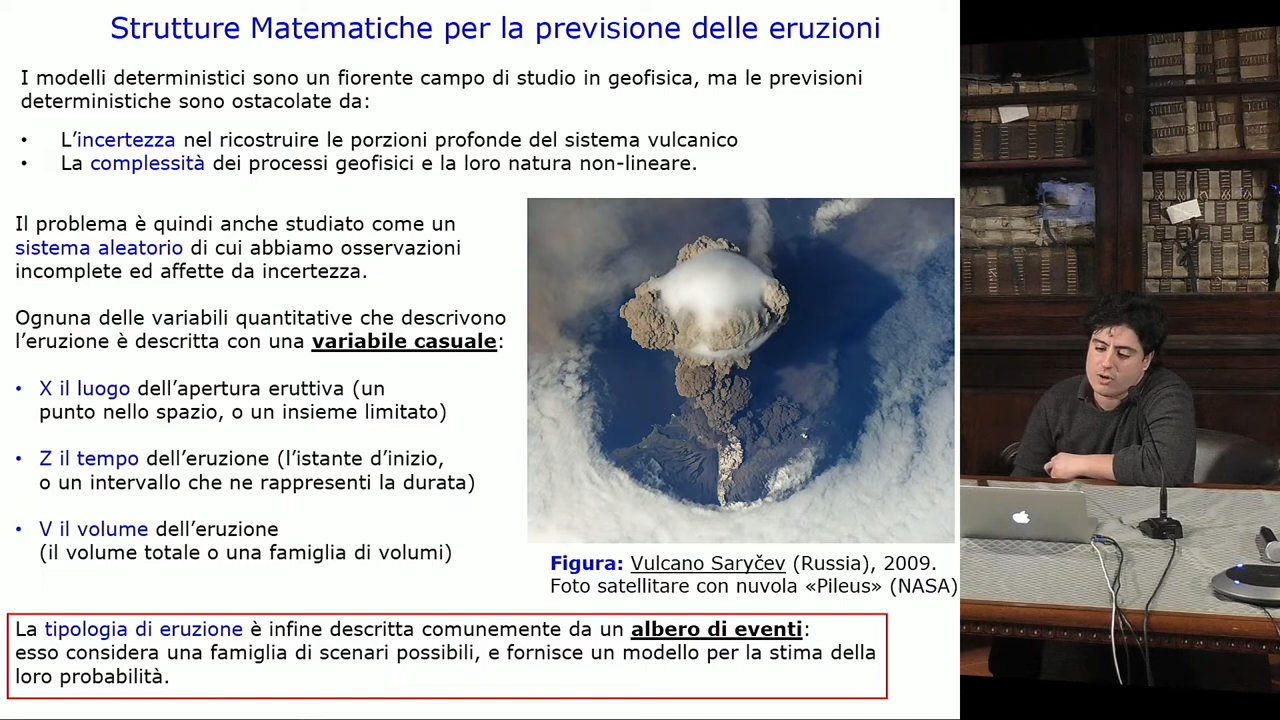 Strutture Matematiche per la previsione delle eruzioni
I modelli deterministici sono un fiorente campo di studio in geofisica, ma le previsioni
deterministiche sono ostacolate da:
• L’incertezza nel ricostruire le porzioni profonde del sistema vulcanico
• La complessità dei processi geofisici e la loro natura non-lineare.
Il problema è quindi anche studiato come un
sistema aleatorio di cui abbiamo osservazioni
incomplete ed affette da incertezza.
Ognuna delle variabili quantitative che descrivono
l’eruzione è descritta con una variabile casuale:
• X il luogo dell’apertura eruttiva (un
punto nello spazio, o un insieme limitato)
• Z il tempo dell’eruzione (l’istante d’inizio,
o un intervallo che ne rappresenti la durata)
• V il volume dell’eruzione
(il volume totale o una famiglia di volumi)
Figura: Vulcano Saryčev (Russia), 2009.
Foto satellitare con nuvola «Pileus» (NASA)
La tipologia di eruzione è infine descritta comunemente da un albero di eventi:
esso considera una famiglia di scenari possibili, e fornisce un modello per la stima della
loro probabilità.